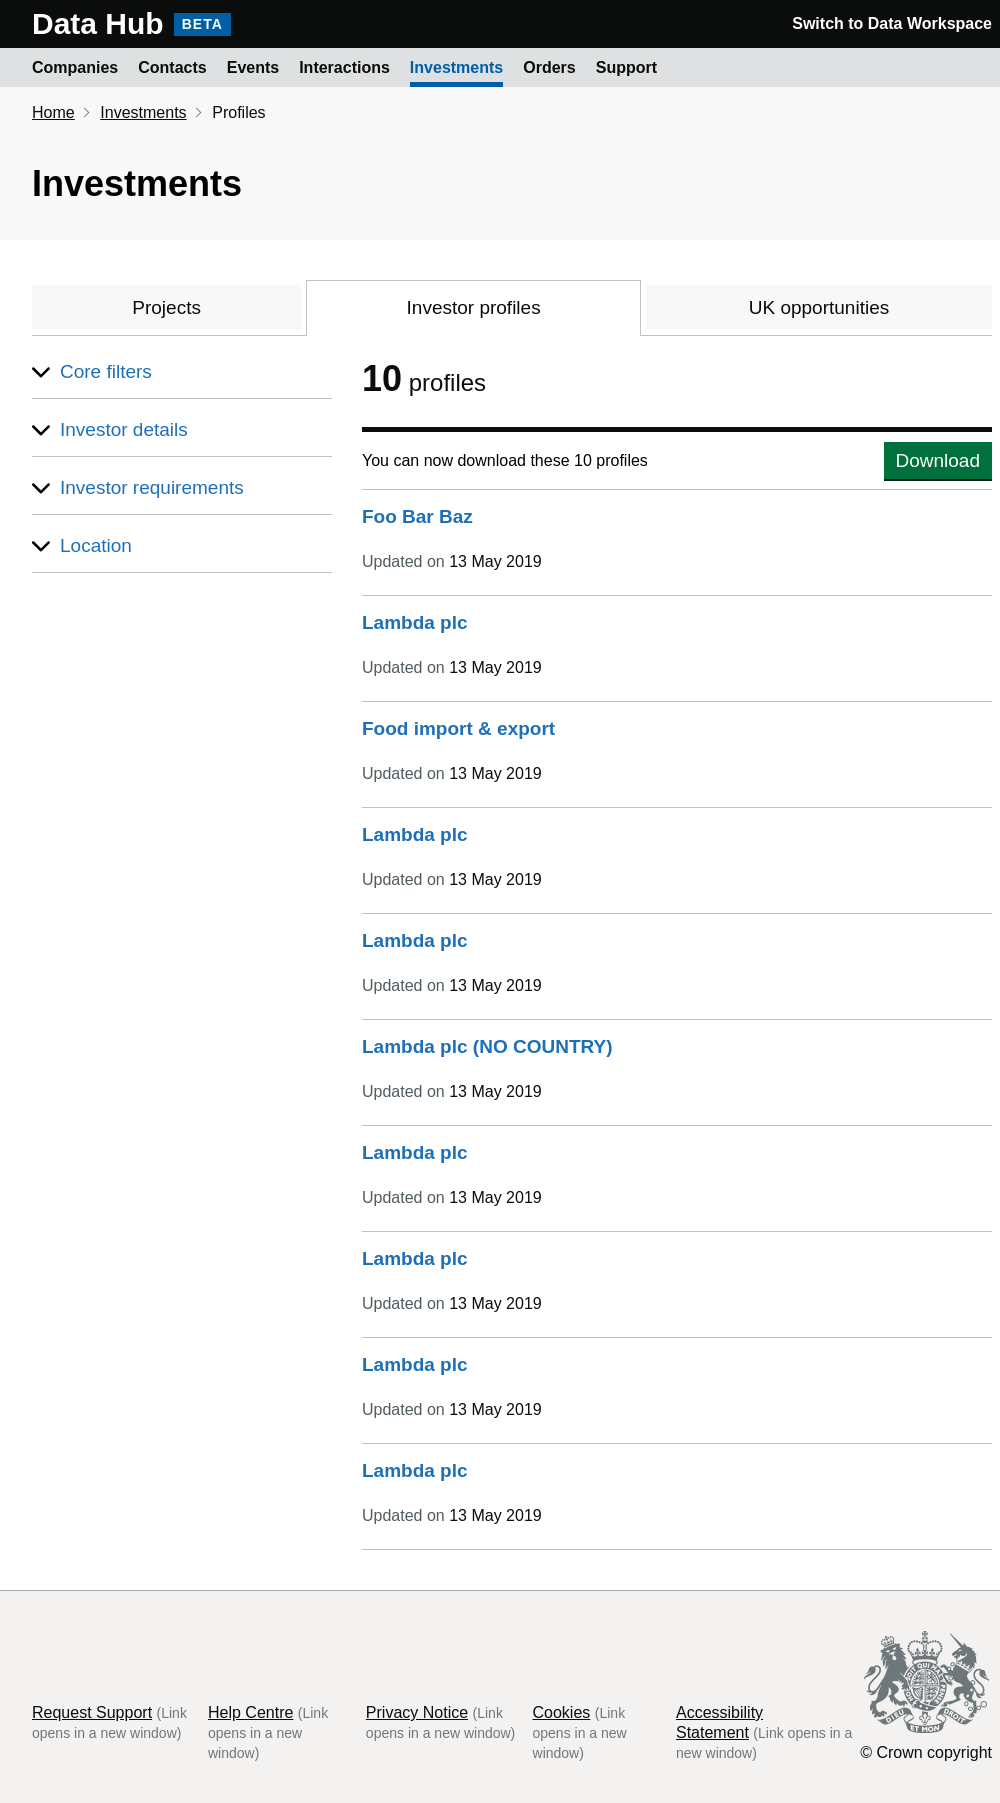 Data Hub BETA Switch to Data Workspace
Companies Contacts Events Interactions Investments Orders Support
Home Investments Profiles
Investments
Projects Investor profiles UK opportunities
Core filters
Investor details
Investor requirements
Location
10 profiles
You can now download these 10 profiles Download
Foo Bar Baz
Updated on 13 May 2019
Lambda plc
Updated on 13 May 2019
Food import & export
Updated on 13 May 2019
Lambda plc
Updated on 13 May 2019
Lambda plc
Updated on 13 May 2019
Lambda plc (NO COUNTRY)
Updated on 13 May 2019
Lambda plc
Updated on 13 May 2019
Lambda plc
Updated on 13 May 2019
Lambda plc
Updated on 13 May 2019
Lambda plc
Updated on 13 May 2019
Request Support (Link
opens in a new window)
Help Centre (Link
opens in a new
window)
Privacy Notice (Link
opens in a new window)
Cookies (Link
opens in a new
window)
Accessibility
Statement (Link opens in a
new window)
DIEU ET MON DROIT
© Crown copyright